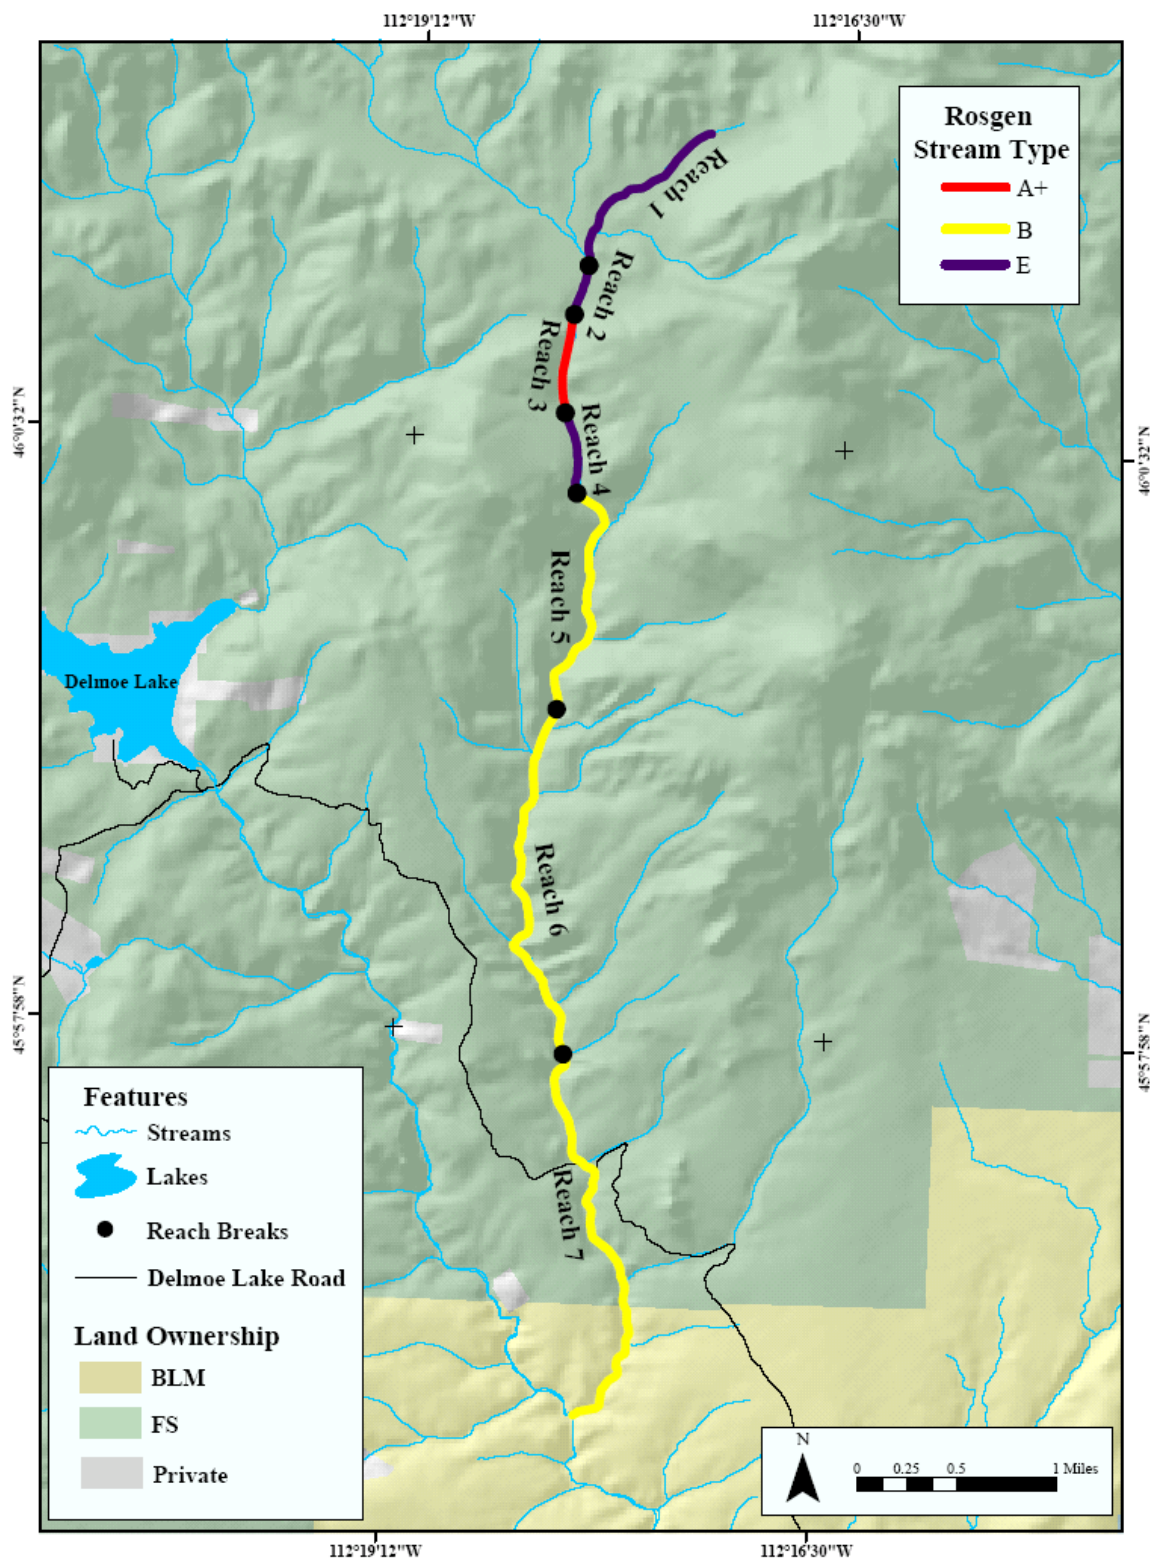 112°19'12"W
112°16'30"W
Rosgen
Stream Type
A+
B
E
Reach 1
Reach 2
Reach 3
Reach 4
46°0'32"N
46°0'32"N
Reach 5
Delmoe Lake
Reach 6
45°57'58"N
45°57'58"N
Reach 7
Features
Streams
Lakes
Reach Breaks
Delmoe Lake Road
Land Ownership
BLM
FS
Private
N
0 0.25 0.5 1 Miles
112°19'12"W
112°16'30"W